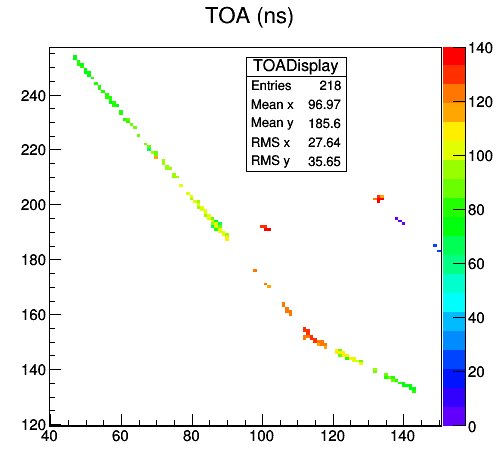 TOA (ns)
TOADisplay
Entries 218
Mean x 96.97
Mean y 185.6
RMS x 27.64
RMS y 35.65
240
220
200
180
160
140
120
40 60 80 100 120 140
140
120
100
80
60
40
20
0